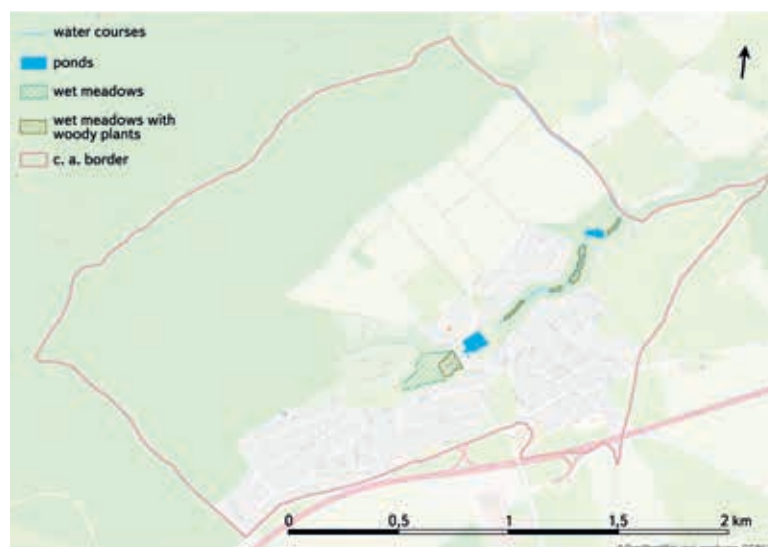 water courses
ponds
wet meadows
wet meadows with
woody plants
c. a. border
0 0,5 1 1,5 2 km